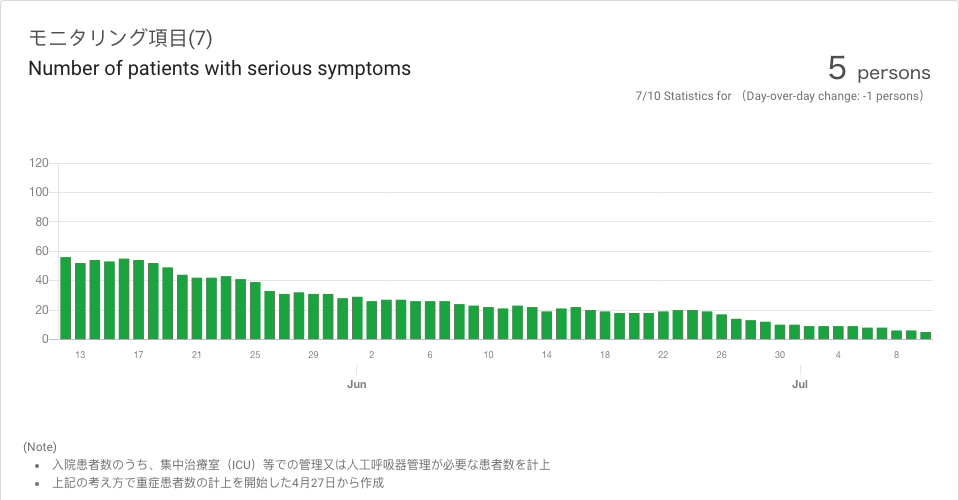 モニタリング項目(7)
Number of patients with serious symptoms
5 persons
7/10 Statistics for （Day-over-day change: -1 persons）
120
100
80
60
40
20
0
13 17 21 25 29 2 6 10 14 18 22 26 30 4 8
Jun Jul
(Note)
• 入院患者数のうち、集中治療室（ICU）等での管理又は人工呼吸器管理が必要な患者数を計上
• 上記の考え方で重症患者数の計上を開始した4月27日から作成